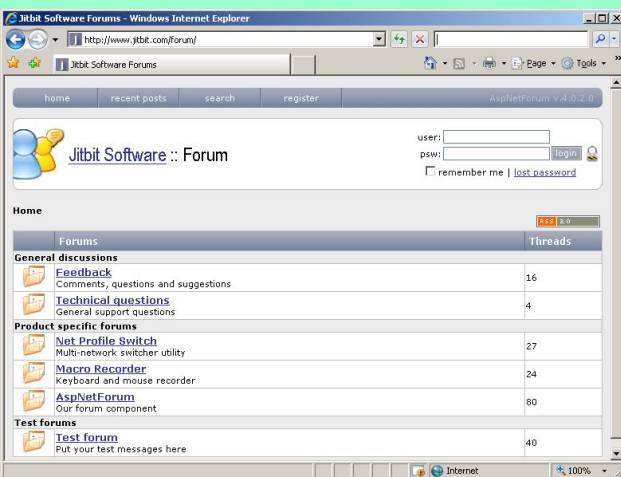 Jitbit Software Forums - Windows Internet Explorer
http://www.jitbit.com/forum/
Jitbit Software Forums
Page
Tools
»
home recent posts search register AspNetForum v.4.0.2.0
Jitbit Software :: Forum
user:
psw: login
remember me | lost password
Home
RSS 2.0
Forums Threads
General discussions
Feedback 16
Comments, questions and suggestions
Technical questions 4
General support questions
Product specific forums
Net Profile Switch 27
Multi-network switcher utility
Macro Recorder 24
Keyboard and mouse recorder
AspNetForum 80
Our forum component
Test forums
Test forum 40
Put your test messages here
Internet 100%